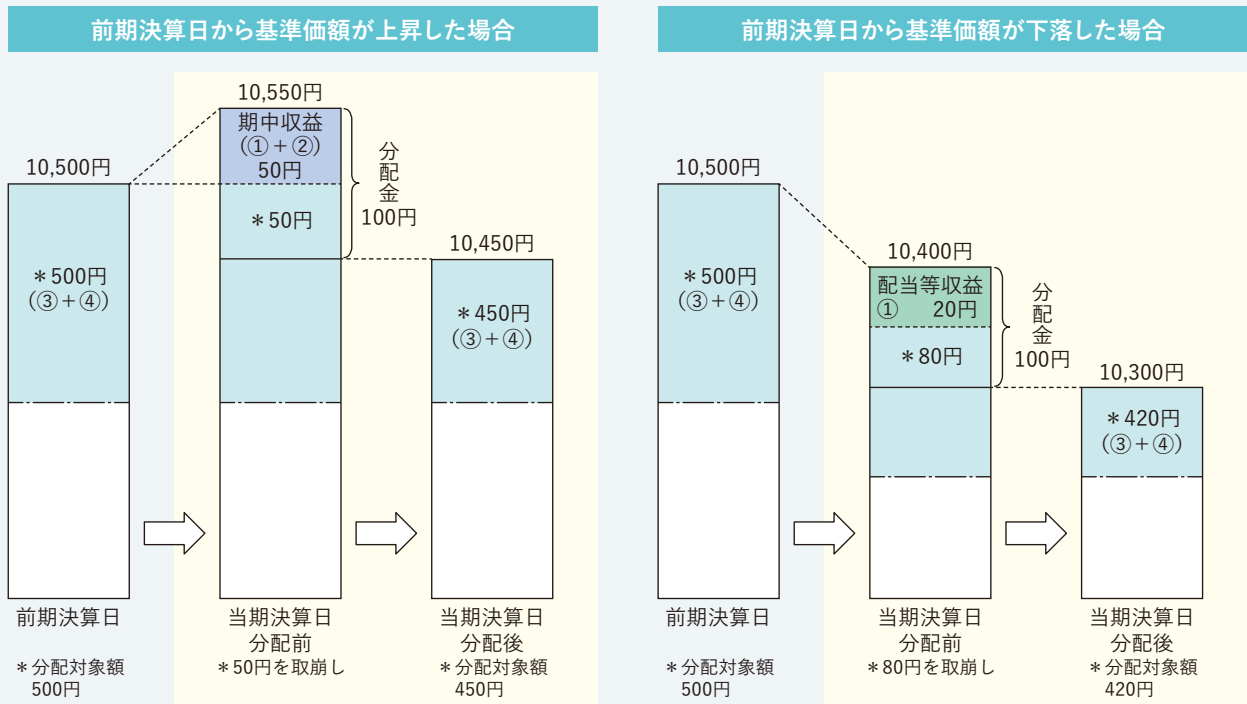 前期決算日から基準価額が上昇した場合
10,550円
期中収益
(①+②)
50円
分配金
100円
10,500円
*50円
10,450円
*500円
(③+④)
*450円
(③+④)
前期決算日
当期決算日
分配前
当期決算日
分配後
*分配対象額
500円
*50円を取崩し
*分配対象額
450円
前期決算日から基準価額が下落した場合
10,500円
10,400円
*500円
(③+④)
配当等収益
① 20円
分配金
100円
*80円
10,300円
*420円
(③+④)
前期決算日
当期決算日
分配前
当期決算日
分配後
*分配対象額
500円
*80円を取崩し
*分配対象額
420円